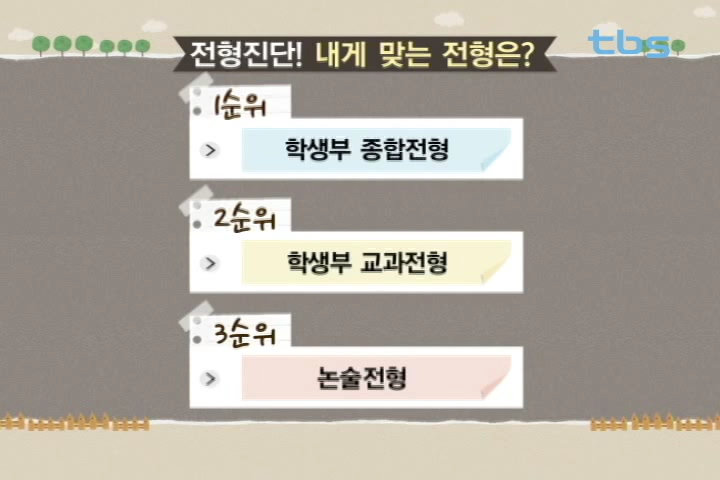 전형진단! 내게 맞는 전형은?
tbs
1순위
> 학생부 종합전형
2순위
> 학생부 교과전형
3순위
> 논술전형